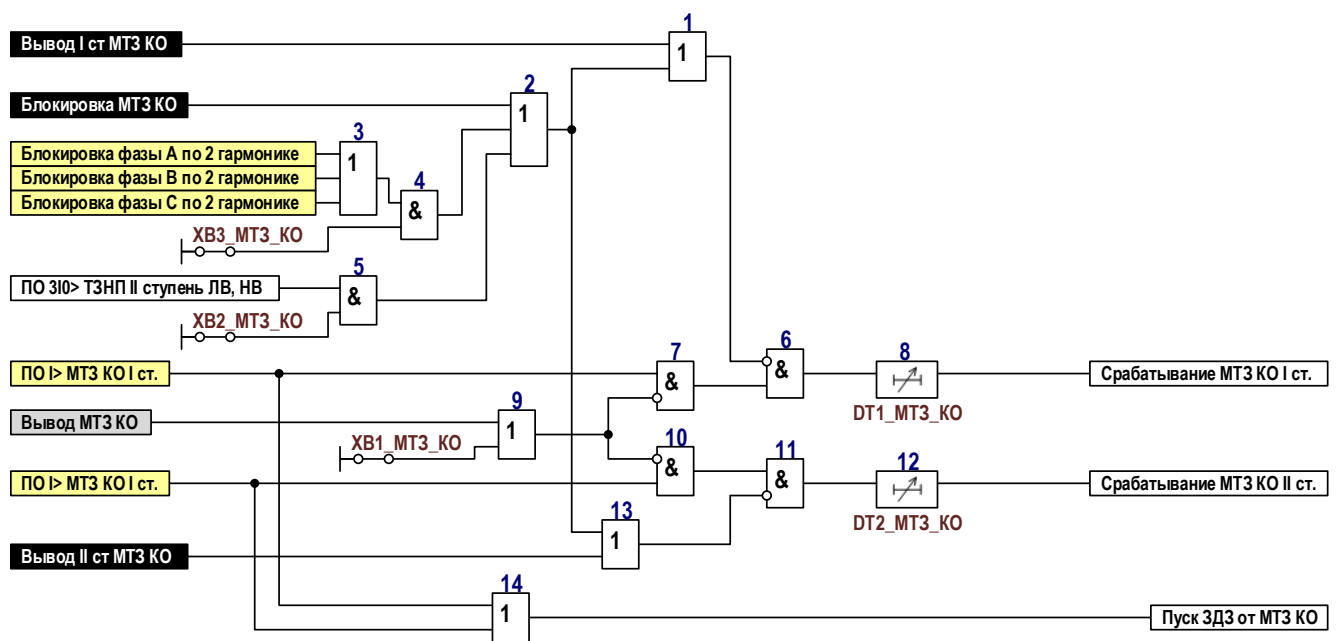 1
Вывод I ст МТЗ КО
1
2
Блокировка МТЗ КО
1
3
Блокировка фазы А по 2 гармонике
1
Блокировка фазы В по 2 гармонике
4
Блокировка фазы С по 2 гармонике
&
XB3_МТЗ_КО
5
ПО 3I0> ТЗНП II ступень ЛВ, НВ
&
XB2_МТЗ_КО
6
7
8
ПО I> МТЗ КО I ст.
&
&
Срабатывание МТЗ КО I ст.
9
DT1_МТЗ_КО
Вывод МТЗ КО
1
XB1_МТЗ_КО
10
11
12
ПО I> МТЗ КО I ст.
&
&
Срабатывание МТЗ КО II ст.
13
DT2_МТЗ_КО
1
Вывод II ст МТЗ КО
14
1
Пуск ЗДЗ от МТЗ КО